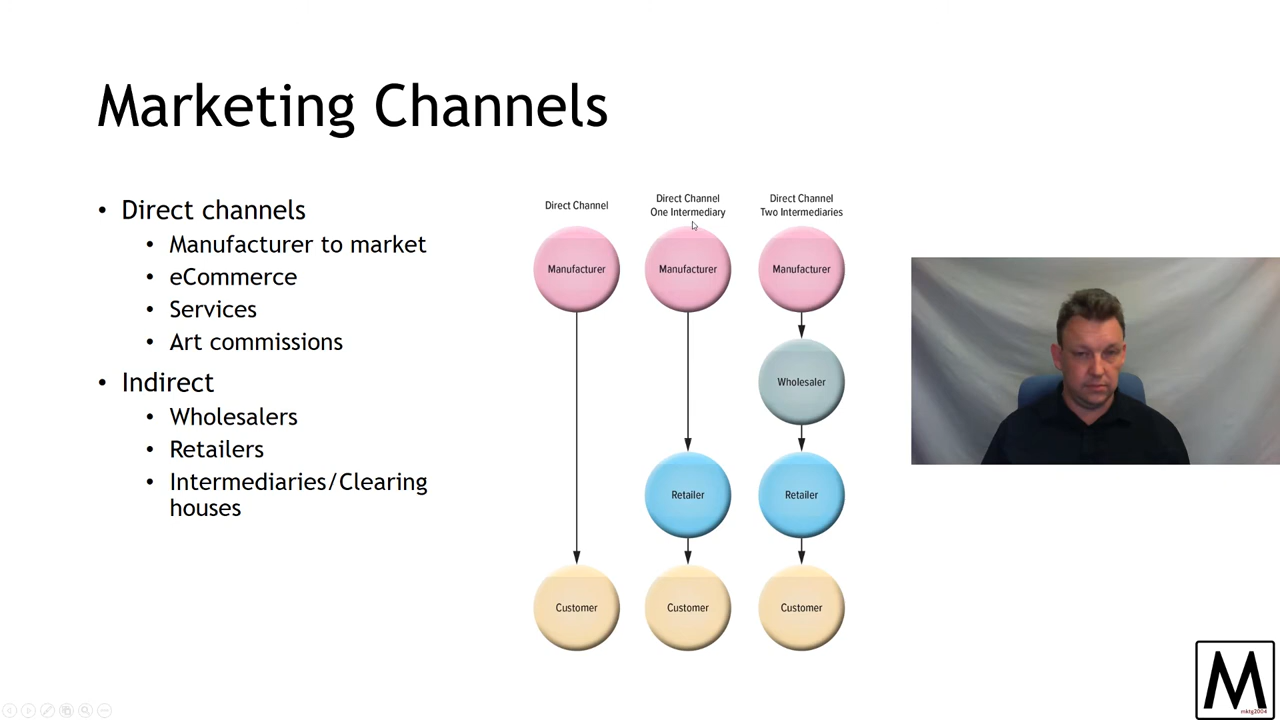 Marketing Channels
• Direct channels
• Manufacturer to market
• eCommerce
• Services
• Art commissions
• Indirect
• Wholesalers
• Retailers
• Intermediaries/Clearing
houses
Direct Channel
Direct Channel
One Intermediary
Direct Channel
Two Intermediaries
Manufacturer
Manufacturer
Manufacturer
Wholesaler
Retailer
Retailer
Customer
Customer
Customer
M
mktg2004